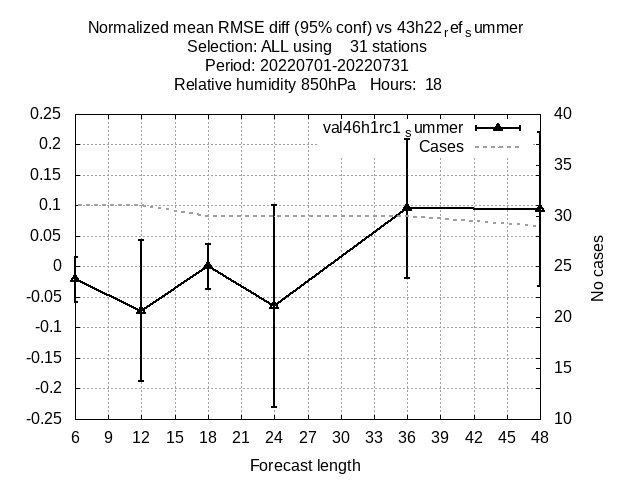 Normalized mean RMSE diff (95% conf) vs 43h22refsummer
Selection: ALL using    31 stations
Period: 20220701-20220731
Relative humidity 850hPa   Hours:  18
0.25
0.2
0.15
0.1
0.05
0
-0.05
-0.1
-0.15
-0.2
-0.25
val46h1rc1summer
Cases
40
35
30
25
20
15
10
No cases
6 9 12 15 18 21 24 27 30 33 36 39 42 45 48
Forecast length